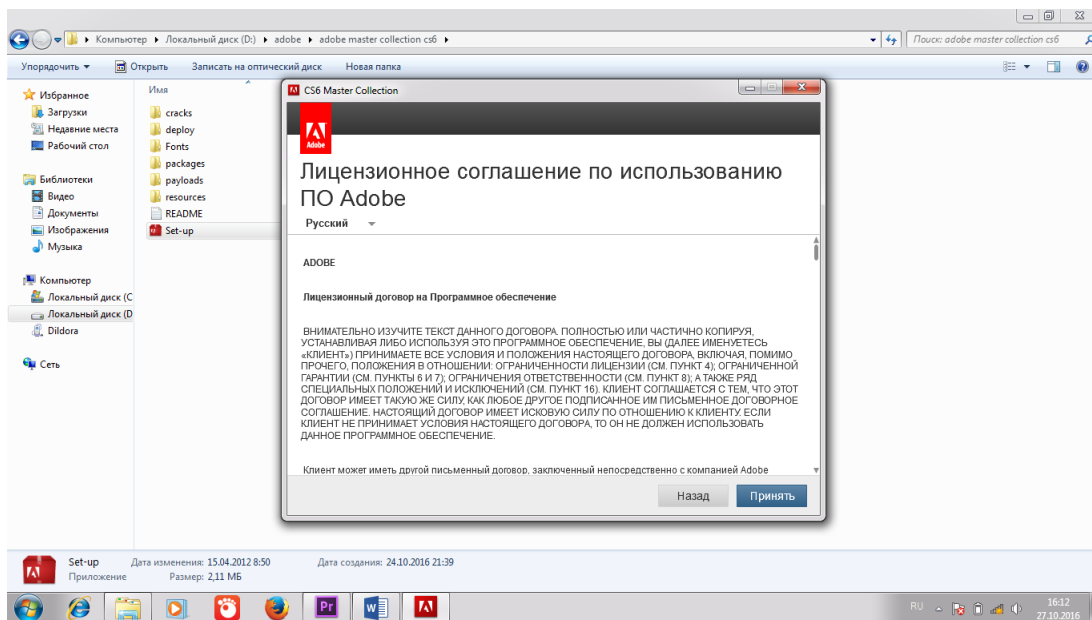 Компьютер ▸ Локальный диск (D:) ▸ adobe ▸ adobe master collection cs6 ▸
Поиск: adobe master collection cs6
Упорядочить
Открыть
Записать на оптический диск
Новая папка
Избранное
Загрузки
Недавние места
Рабочий стол
Библиотеки
Видео
Документы
Изображения
Музыка
Компьютер
Локальный диск (C
Локальный диск (D
Dildora
Сеть
Имя
cracks
deploy
Fonts
packages
payloads
resources
README
Set-up
CS6 Master Collection
Adobe
Лицензионное соглашение по использованию
ПО Adobe
Русский
ADOBE
Лицензионный договор на Программное обеспечение
ВНИМАТЕЛЬНО ИЗУЧИТЕ ТЕКСТ ДАННОГО ДОГОВОРА. ПОЛНОСТЬЮ ИЛИ ЧАСТИЧНО КОПИРУЯ,
УСТАНАВЛИВАЯ ЛИБО ИСПОЛЬЗУЯ ЭТО ПРОГРАММНОЕ ОБЕСПЕЧЕНИЕ, ВЫ (ДАЛЕЕ ИМЕНУЕТЕСЬ
«КЛИЕНТ») ПРИНИМАЕТЕ ВСЕ УСЛОВИЯ И ПОЛОЖЕНИЯ НАСТОЯЩЕГО ДОГОВОРА, ВКЛЮЧАЯ, ПОМИМО
ПРОЧЕГО, ПОЛОЖЕНИЯ В ОТНОШЕНИИ: ОГРАНИЧЕННОСТИ ЛИЦЕНЗИИ (СМ. ПУНКТ 4); ОГРАНИЧЕННОЙ
ГАРАНТИИ (СМ. ПУНКТЫ 6 И 7); ОГРАНИЧЕНИЯ ОТВЕТСТВЕННОСТИ (СМ. ПУНКТ 8); А ТАКЖЕ РЯД
СПЕЦИАЛЬНЫХ ПОЛОЖЕНИЙ И ИСКЛЮЧЕНИЙ (СМ. ПУНКТ 16). КЛИЕНТ СОГЛАШАЕТСЯ С ТЕМ, ЧТО ЭТОТ
ДОГОВОР ИМЕЕТ ТАКУЮ ЖЕ СИЛУ, КАК ЛЮБОЕ ДРУГОЕ ПОДПИСАННОЕ ИМ ПИСЬМЕННОЕ ДОГОВОРНОЕ
СОГЛАШЕНИЕ. НАСТОЯЩИЙ ДОГОВОР ИМЕЕТ ИСКОВУЮ СИЛУ ПО ОТНОШЕНИЮ К КЛИЕНТУ. ЕСЛИ
КЛИЕНТ НЕ ПРИНИМАЕТ УСЛОВИЯ НАСТОЯЩЕГО ДОГОВОРА, ТО ОН НЕ ДОЛЖЕН ИСПОЛЬЗОВАТЬ
ДАННОЕ ПРОГРАММНОЕ ОБЕСПЕЧЕНИЕ.
Клиент может иметь другой письменный договор, заключенный непосредственно с компанией Adobe
Назад
Принять
Set-up
Дата изменения: 15.04.2012 8:50
Дата создания: 24.10.2016 21:39
Приложение
Размер: 2,11 МБ
Pr
RU
16:12
27.10.2016